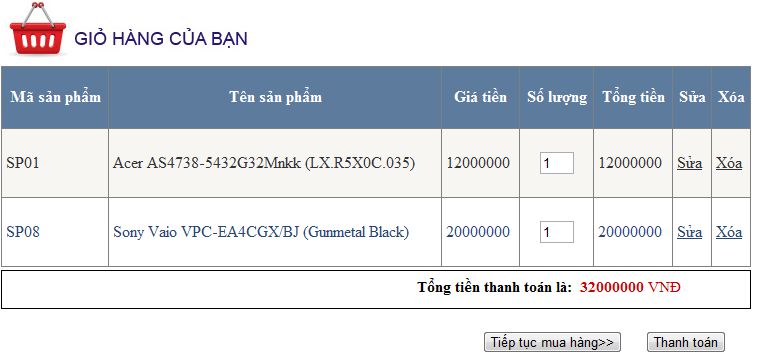 GIỎ HÀNG CỦA BẠN
Mã sản phẩm Tên sản phẩm Giá tiền Số lượng Tổng tiền Sửa Xóa
SP01 Acer AS4738-5432G32Mnkk (LX.R5X0C.035) 12000000 1 12000000 Sửa Xóa
SP08 Sony Vaio VPC-EA4CGX/BJ (Gunmetal Black) 20000000 1 20000000 Sửa Xóa
Tổng tiền thanh toán là: 32000000 VNĐ
Tiếp tục mua hàng>> Thanh toán